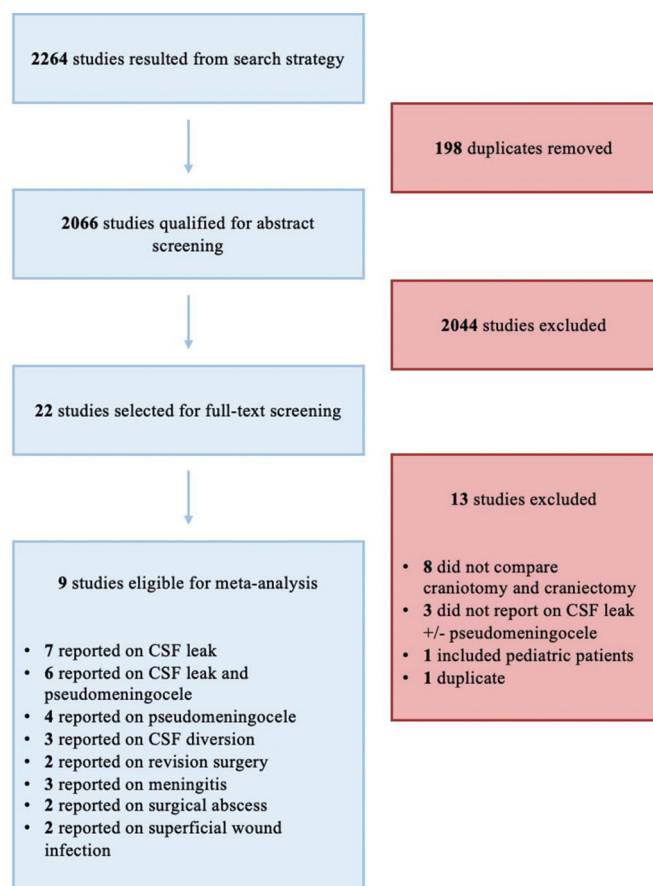 2264 studies resulted from search strategy
198 duplicates removed
2066 studies qualified for abstract
screening
2044 studies excluded
22 studies selected for full-text screening
13 studies excluded
• 8 did not compare
craniotomy and craniectomy
• 3 did not report on CSF leak
+/- pseudomeningocele
• 1 included pediatric patients
• 1 duplicate
9 studies eligible for meta-analysis
• 7 reported on CSF leak
• 6 reported on CSF leak and
pseudomeningocele
• 4 reported on pseudomeningocele
• 3 reported on CSF diversion
• 2 reported on revision surgery
• 3 reported on meningitis
• 2 reported on surgical abscess
• 2 reported on superficial wound
infection